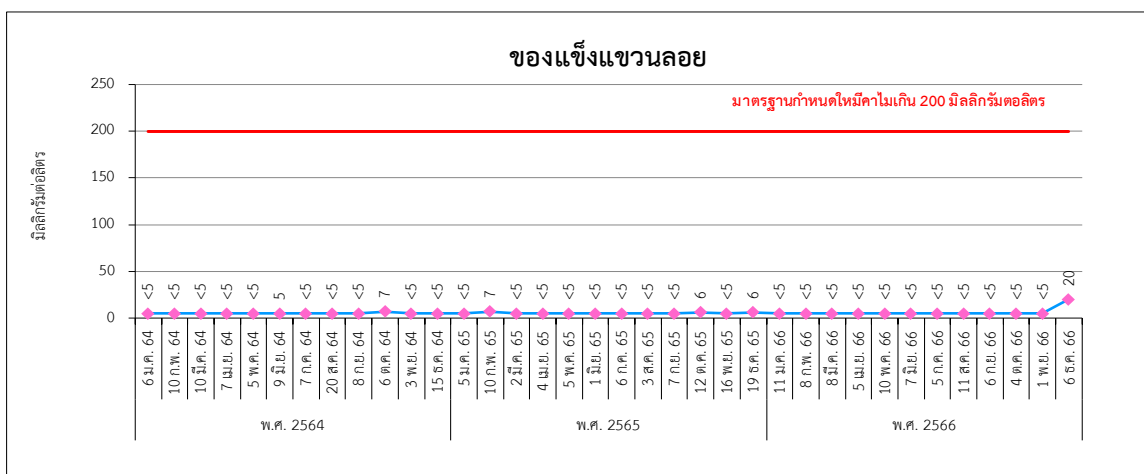 ของแข็งแขวนลอย
มาตรฐานกำหนดใหมีคาไมเกิน 200 มิลลิกรัมตอลิตร
มิลลิกรัมต่อลิตร
250
200
150
100
50
0
<5 <5 <5 <5 <5 5 <5 <5 <5 7 <5 <5 <5 7 <5 <5 <5 <5 <5 <5 <5 6 <5 6 <5 <5 <5 <5 <5 <5 <5 <5 <5 <5 <5 20
6 ม.ค. 64
10 ก.พ. 64
10 มี.ค. 64
7 เม.ย. 64
5 พ.ค. 64
9 มิ.ย. 64
7 ก.ค. 64
20 ส.ค. 64
8 ก.ย. 64
6 ต.ค. 64
3 พ.ย. 64
15 ธ.ค. 64
5 ม.ค. 65
10 ก.พ. 65
2 มี.ค. 65
4 เม.ย. 65
5 พ.ค. 65
1 มิ.ย. 65
6 ก.ค. 65
3 ส.ค. 65
7 ก.ย. 65
12 ต.ค. 65
16 พ.ย. 65
19 ธ.ค. 65
11 ม.ค. 66
8 ก.พ. 66
8 มี.ค. 66
5 เม.ย. 66
10 พ.ค. 66
7 มิ.ย. 66
5 ก.ค. 66
11 ส.ค. 66
6 ก.ย. 66
4 ต.ค. 66
1 พ.ย. 66
6 ธ.ค. 66
พ.ศ. 2564 พ.ศ. 2565 พ.ศ. 2566